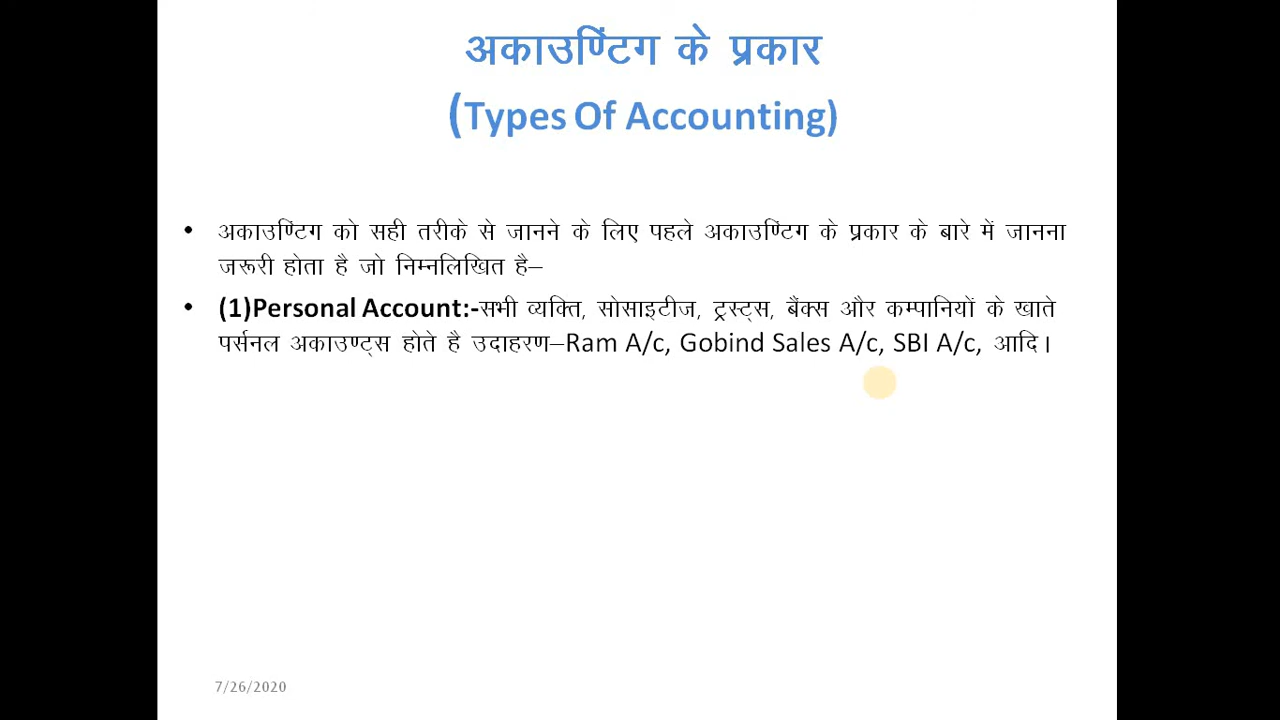 अकाउण्टिंग के प्रकार
(Types Of Accounting)
• अकाउण्टिंग को सही तरीके से जानने के लिए पहले अकाउण्टिंग के प्रकार के बारे में जानना
जरूरी होता है जो निम्नलिखित है–
• (1)Personal Account:-सभी व्यक्ति, सोसाइटीज, ट्रस्ट्स, बैंक्स और कम्पानियों के खाते
पर्सनल अकाउण्ट्स होते है उदाहरण–Ram A/c, Gobind Sales A/c, SBI A/c, आदि।
7/26/2020